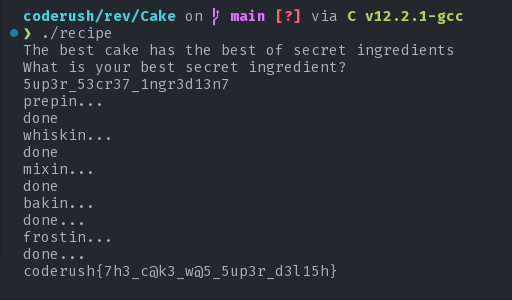 coderush/rev/Cake on main [?] via C v12.2.1-gcc
❯ ./recipe
The best cake has the best of secret ingredients
What is your best secret ingredient?
5up3r_53cr37_1ngr3d13n7
prepin...
done
whiskin...
done
mixin...
done
bakin...
done...
frostin...
done...
coderush{7h3_c@k3_w@5_5up3r_d3l15h}